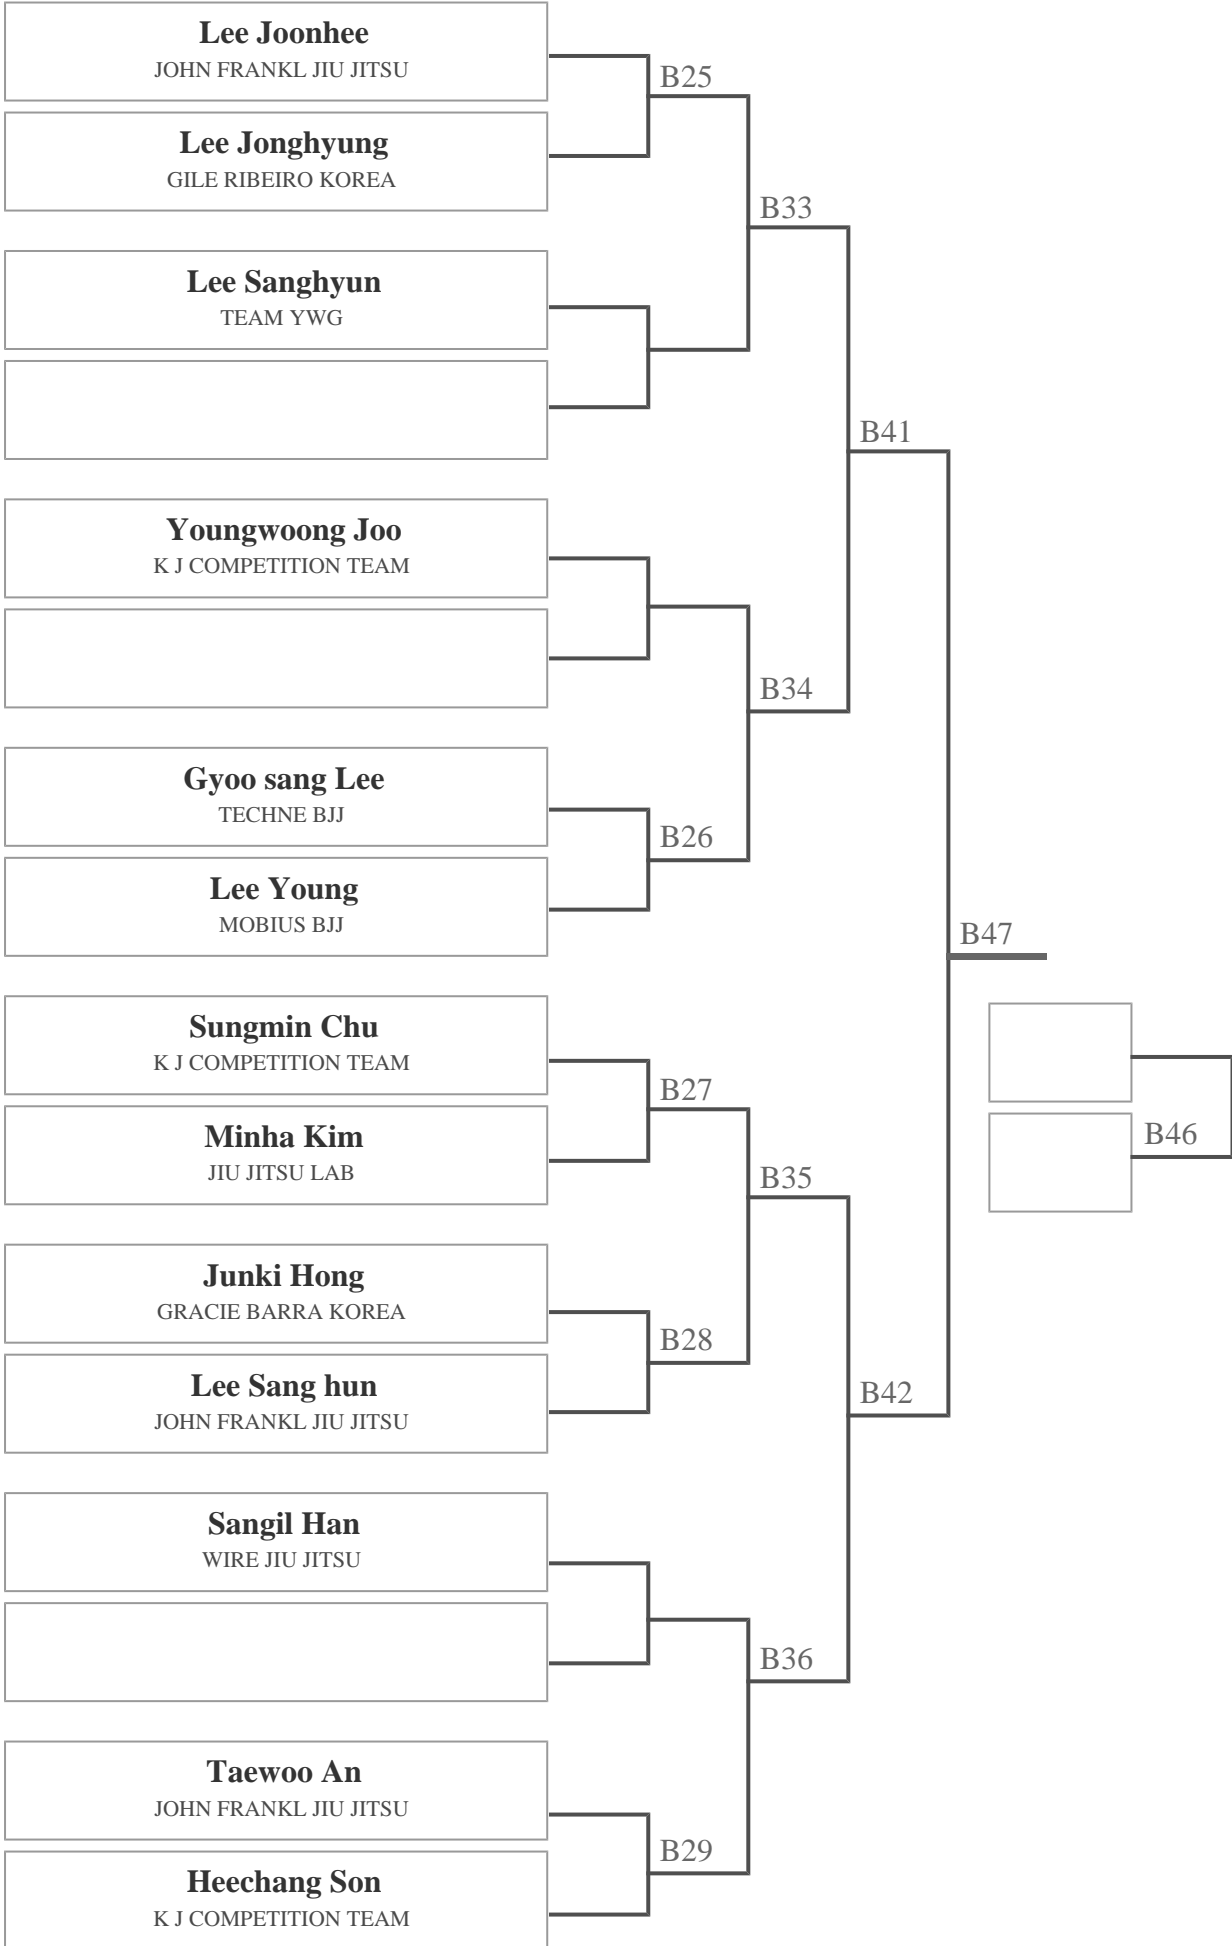 Lee Joonhee
JOHN FRANKL JIU JITSU
B25
Lee Jonghyung
GILE RIBEIRO KOREA
B33
Lee Sanghyun
TEAM YWG
B41
Youngwoong Joo
K J COMPETITION TEAM
B34
Gyoo sang Lee
TECHNE BJJ
B26
Lee Young
MOBIUS BJJ
B47
Sungmin Chu
K J COMPETITION TEAM
B27
Minha Kim
JIU JITSU LAB
B46
B35
Junki Hong
GRACIE BARRA KOREA
B28
Lee Sang hun
JOHN FRANKL JIU JITSU
B42
Sangil Han
WIRE JIU JITSU
B36
Taewoo An
JOHN FRANKL JIU JITSU
B29
Heechang Son
K J COMPETITION TEAM